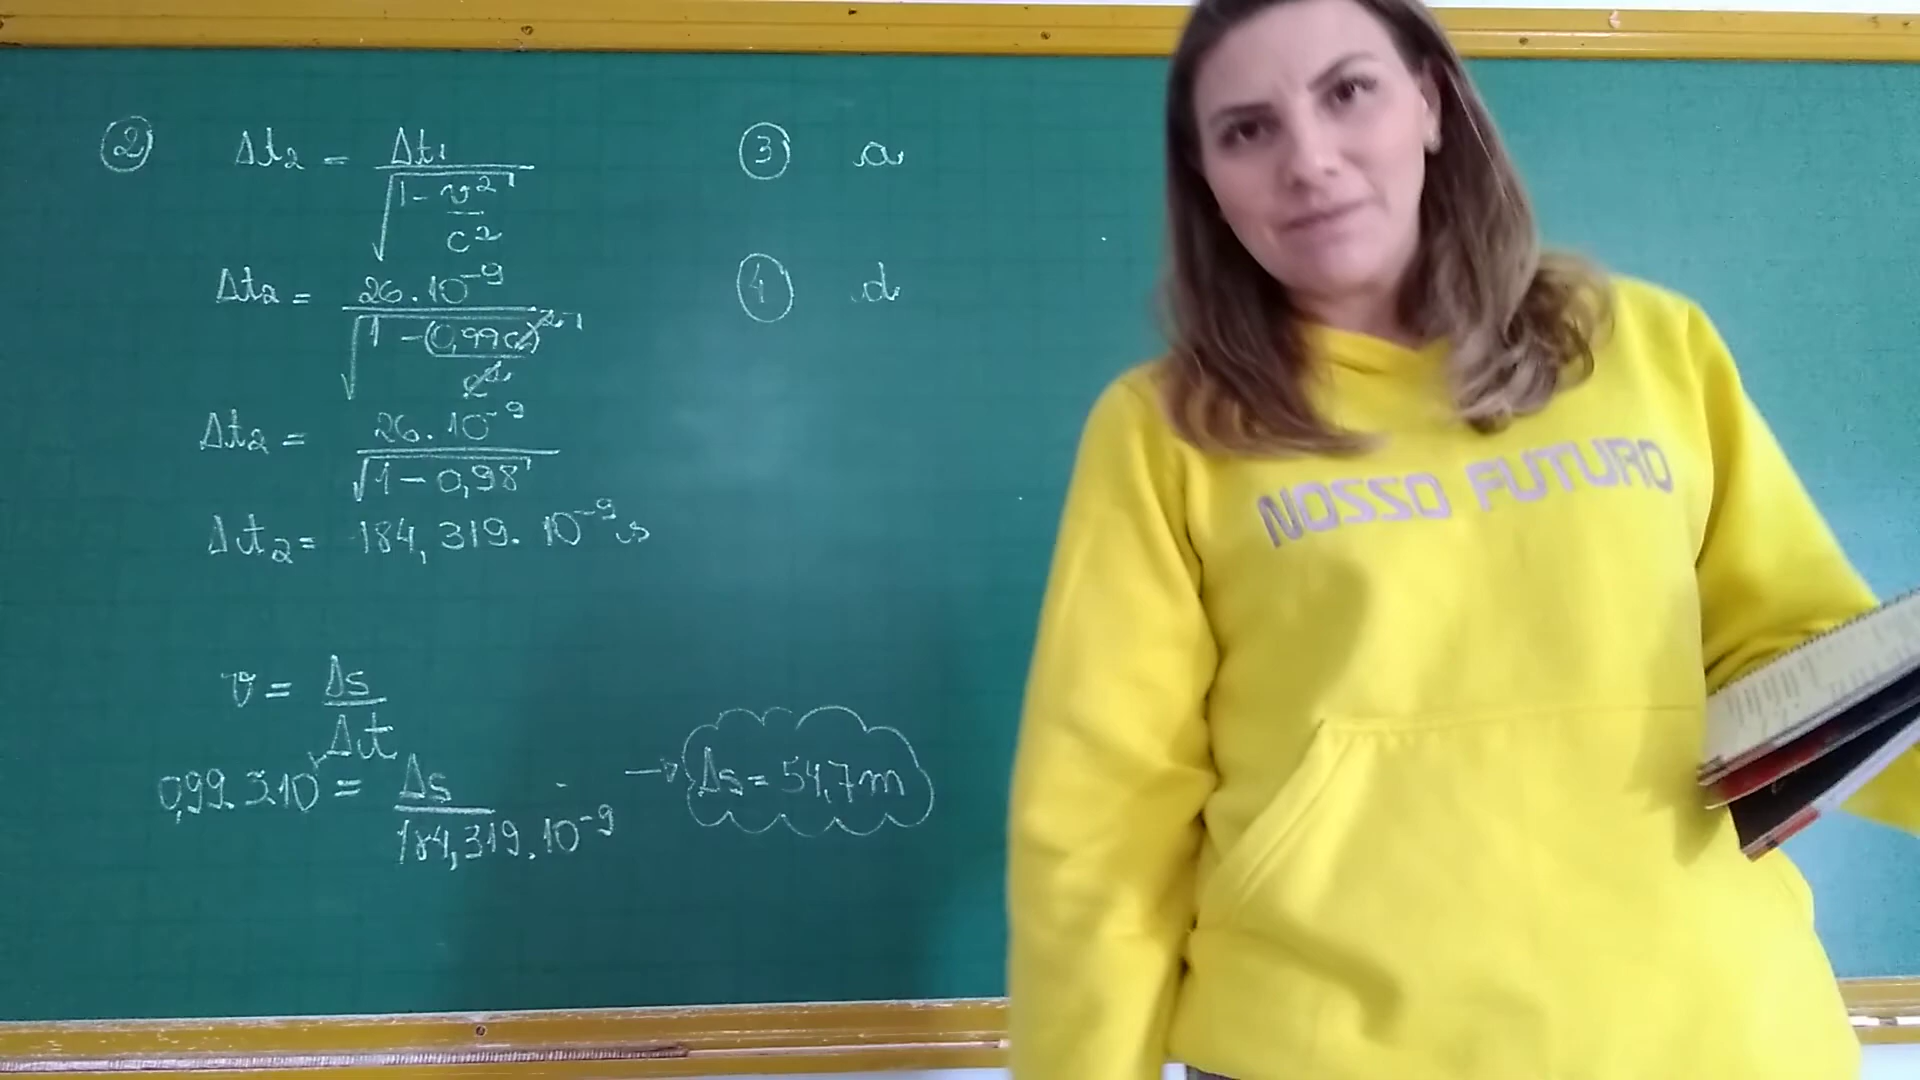 ② Δt₂ = Δt₁ / √(1 - v² / c²)
Δt₂ = 26.10⁻⁹ / √(1 - (0,99c)² / c²)
Δt₂ = 26.10⁻⁹ / √(1 - 0,98)
Δt₂ = 184,319. 10⁻⁹ s
v = Δs / Δt
0,99.3.10 = Δs / 184,319.10⁻⁹ → Δs = 54,7m
③ a
④ d
NOSSO FUTURO